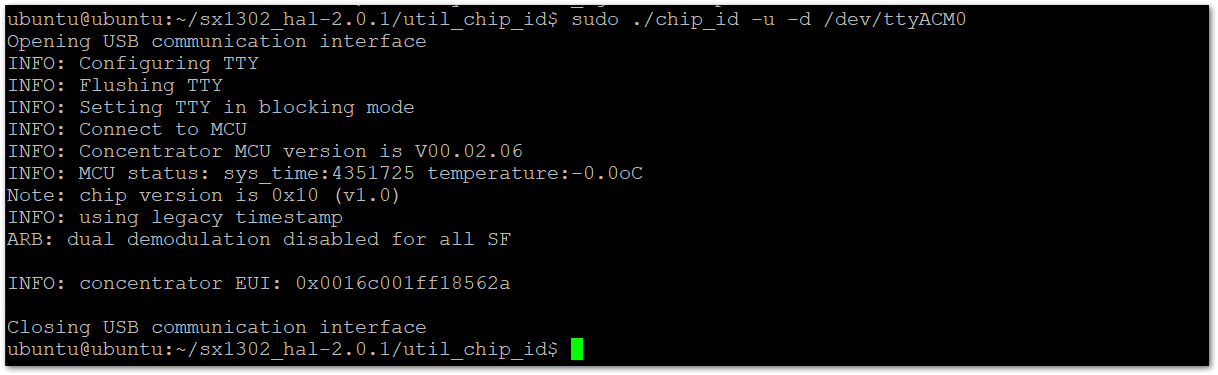 ubuntu@ubuntu:~/sx1302_hal-2.0.1/util_chip_id$ sudo ./chip_id -u -d /dev/ttyACM0
Opening USB communication interface
INFO: Configuring TTY
INFO: Flushing TTY
INFO: Setting TTY in blocking mode
INFO: Connect to MCU
INFO: Concentrator MCU version is V00.02.06
INFO: MCU status: sys_time:4351725 temperature:-0.0oC
Note: chip version is 0x10 (v1.0)
INFO: using legacy timestamp
ARB: dual demodulation disabled for all SF
INFO: concentrator EUI: 0x0016c001ff18562a
Closing USB communication interface
ubuntu@ubuntu:~/sx1302_hal-2.0.1/util_chip_id$